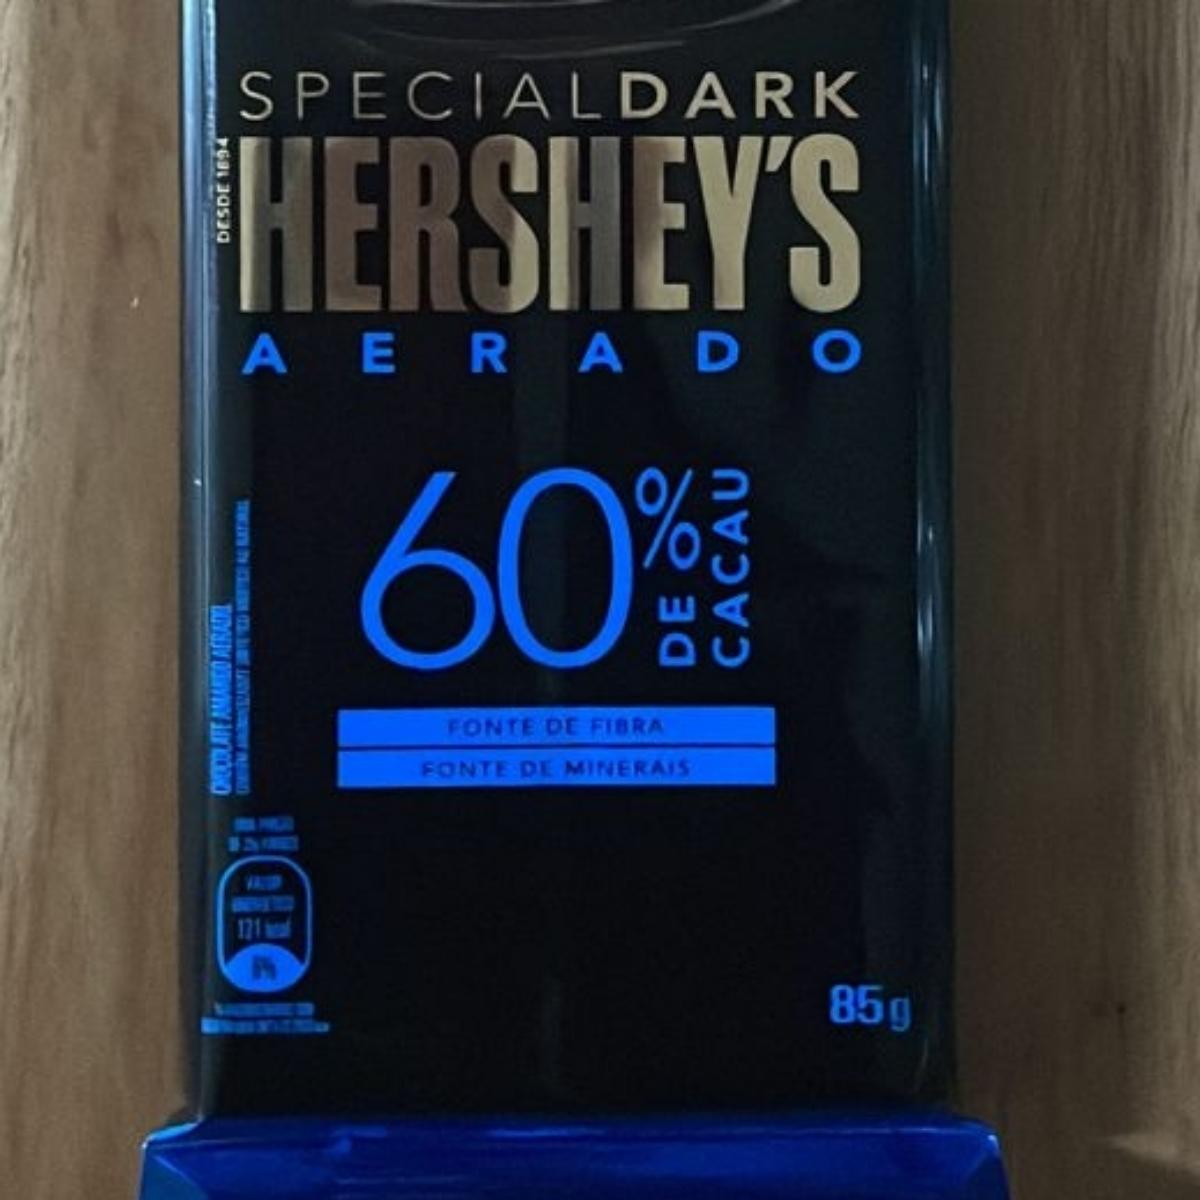 SPECIALDARK
DESDE 1894
HERSHEY'S
AERADO
60%
DE CACAU
FONTE DE FIBRA
FONTE DE MINERAIS
CHOCOLATE AMARGO AERADO.
VALOR
ENERGÉTICO
121 kcal
85g